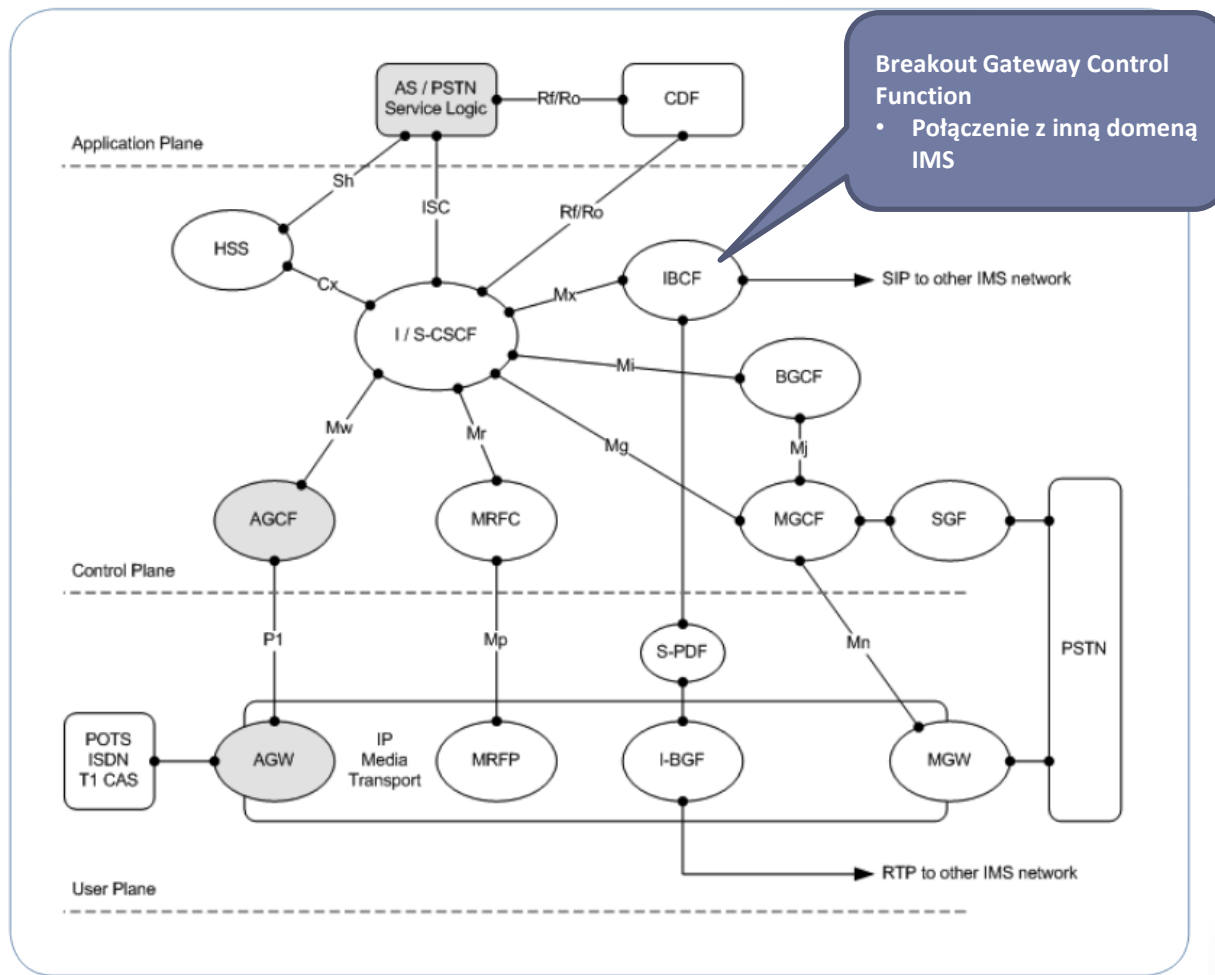 Breakout Gateway Control
Function
• Połączenie z inną domeną
IMS
AS / PSTN
Service Logic
Rf/Ro
CDF
Application Plane
Sh
ISC
Rf/Ro
HSS
Cx
IBCF
SIP to other IMS network
Mx
I / S-CSCF
Mi
BGCF
Mw
Mr
Mg
Mj
AGCF
MRFC
MGCF
SGF
Control Plane
P1
Mp
S-PDF
Mn
PSTN
POTS
ISDN
T1 CAS
AGW
IP
Media
Transport
MRFP
I-BGF
MGW
RTP to other IMS network
User Plane